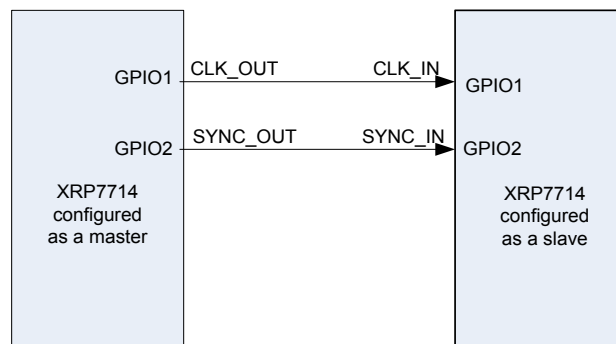 GPIO1 CLK_OUT CLK_IN GPIO1
GPIO2 SYNC_OUT SYNC_IN GPIO2
XRP7714
configured
as a master
XRP7714
configured
as a slave